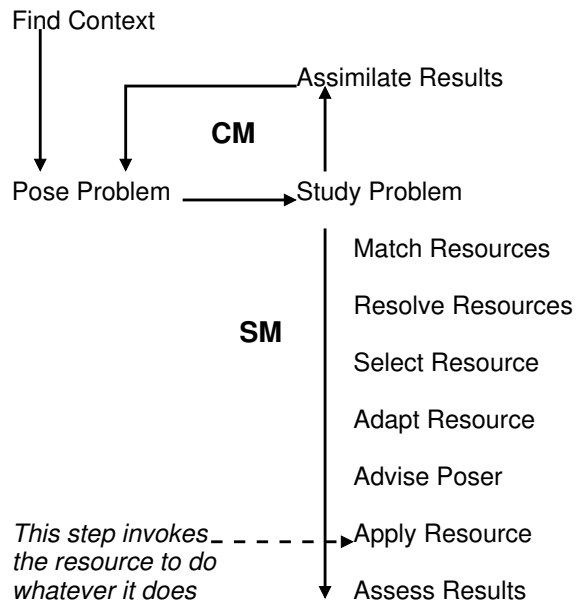 Find Context
Assimilate Results
CM
Pose Problem
Study Problem
Match Resources
Resolve Resources
SM
Select Resource
Adapt Resource
Advise Poser
This step invokes
the resource to do
whatever it does
Apply Resource
Assess Results